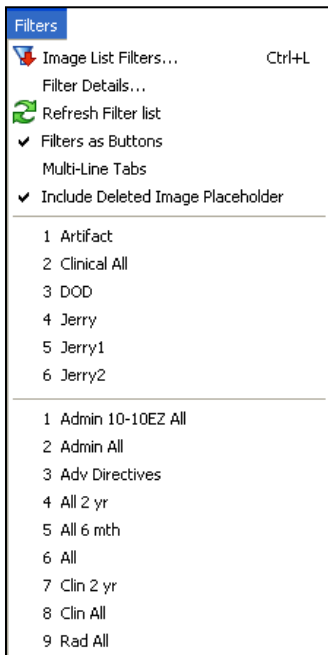 Filters
Image List Filters... Ctrl+L
Filter Details...
Refresh Filter list
Filters as Buttons
Multi-Line Tabs
Include Deleted Image Placeholder
1 Artifact
2 Clinical All
3 DOD
4 Jerry
5 Jerry1
6 Jerry2
1 Admin 10-10EZ All
2 Admin All
3 Adv Directives
4 All 2 yr
5 All 6 mth
6 All
7 Clin 2 yr
8 Clin All
9 Rad All